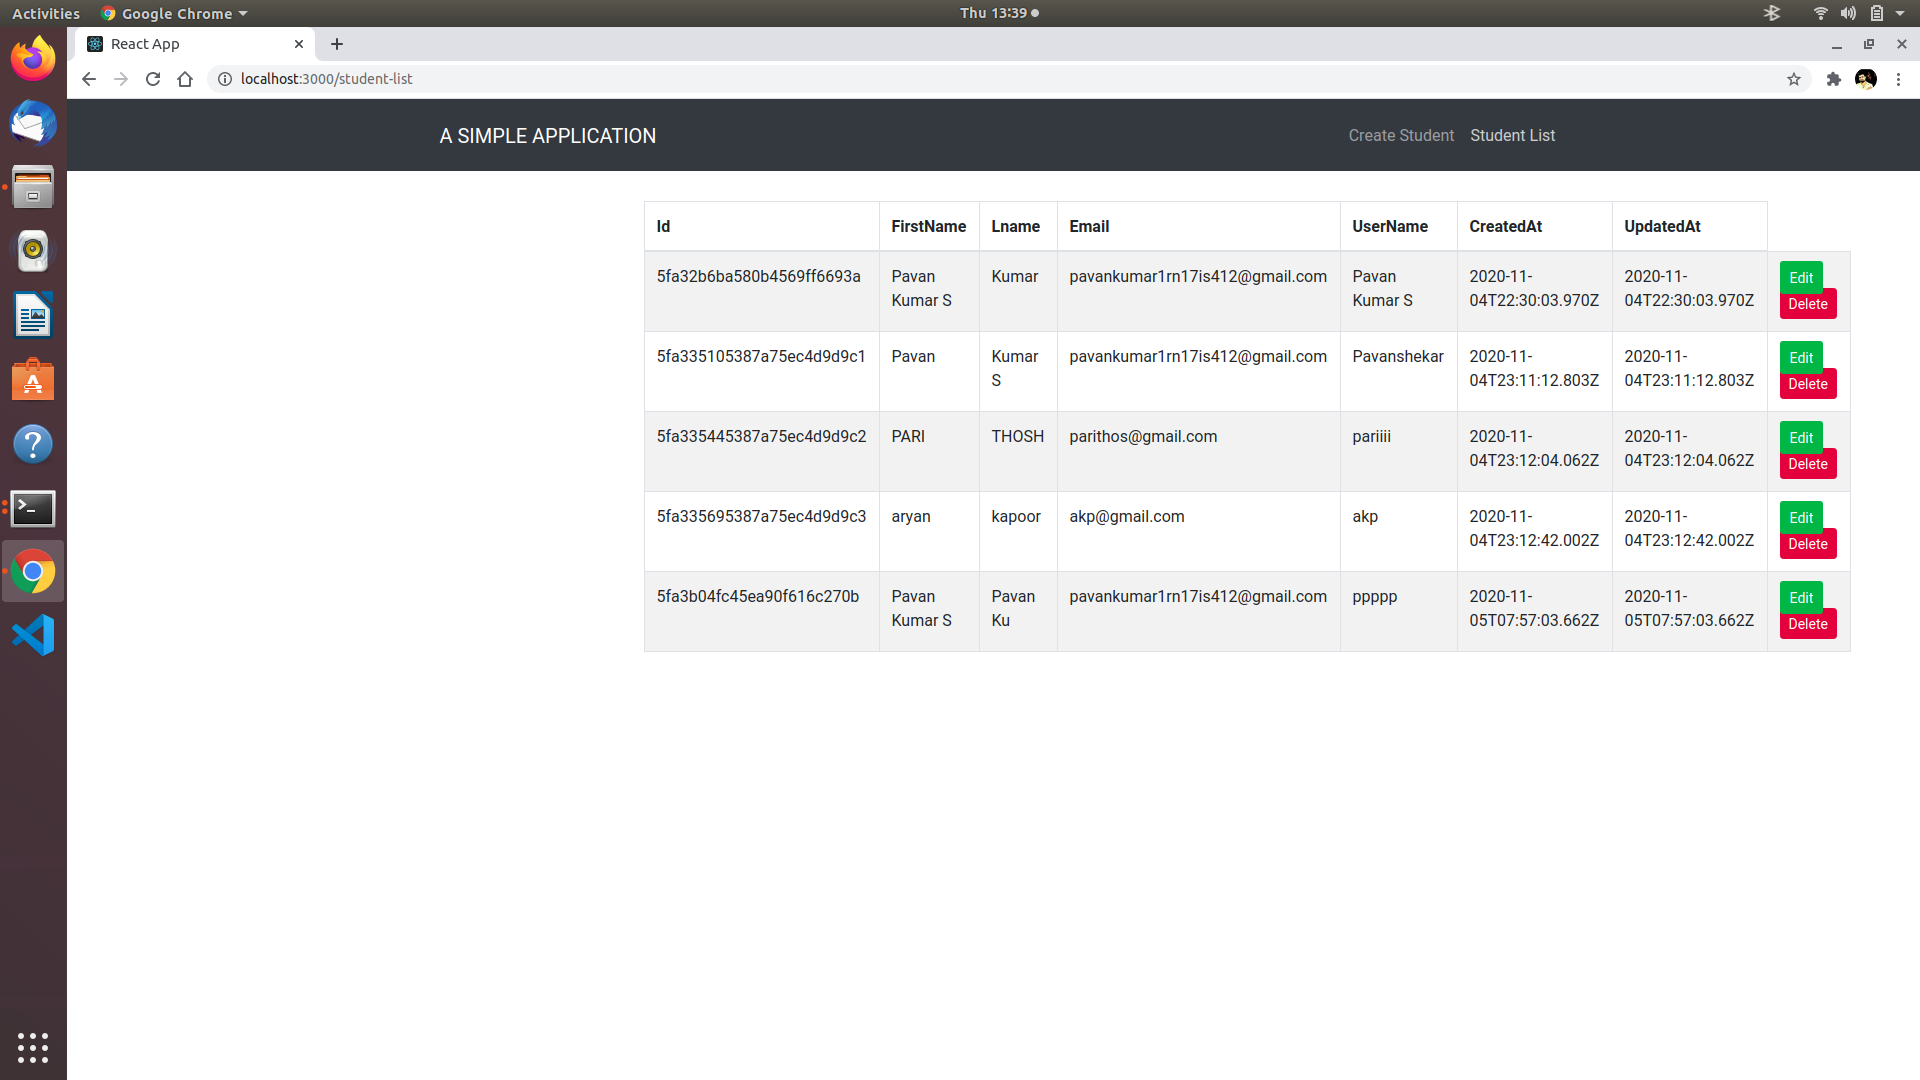 Activities Google Chrome Thu 13:39
React App
localhost:3000/student-list
A SIMPLE APPLICATION Create Student Student List
Id FirstName Lname Email UserName CreatedAt UpdatedAt
5fa32b6ba580b4569ff6693a Pavan Kumar pavankumar1rn17is412@gmail.com Pavan 2020-11- 2020-11- Edit
Kumar S Kumar S 04T22:30:03.970Z 04T22:30:03.970Z Delete
5fa335105387a75ec4d9d9c1 Pavan Kumar pavankumar1rn17is412@gmail.com Pavanshekar 2020-11- 2020-11- Edit
S 04T23:11:12.803Z 04T23:11:12.803Z Delete
5fa335445387a75ec4d9d9c2 PARI THOSH parithos@gmail.com pariiii 2020-11- 2020-11- Edit
04T23:12:04.062Z 04T23:12:04.062Z Delete
5fa335695387a75ec4d9d9c3 aryan kapoor akp@gmail.com akp 2020-11- 2020-11- Edit
04T23:12:42.002Z 04T23:12:42.002Z Delete
5fa3b04fc45ea90f616c270b Pavan Pavan pavankumar1rn17is412@gmail.com ppppp 2020-11- 2020-11- Edit
Kumar S Ku 05T07:57:03.662Z 05T07:57:03.662Z Delete